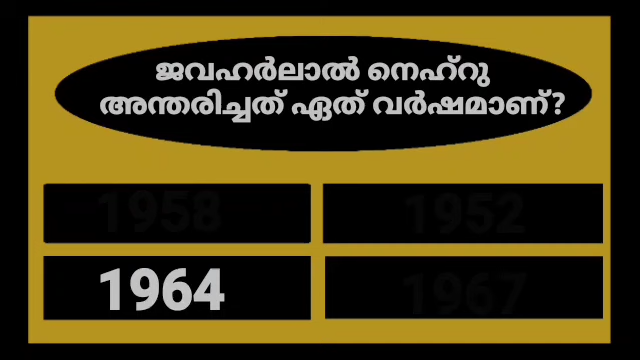 ജവഹർലാൽ നെഹ്റു
അന്തരിച്ചത് ഏത് വർഷമാണ്?
1958 1952
1964 1967